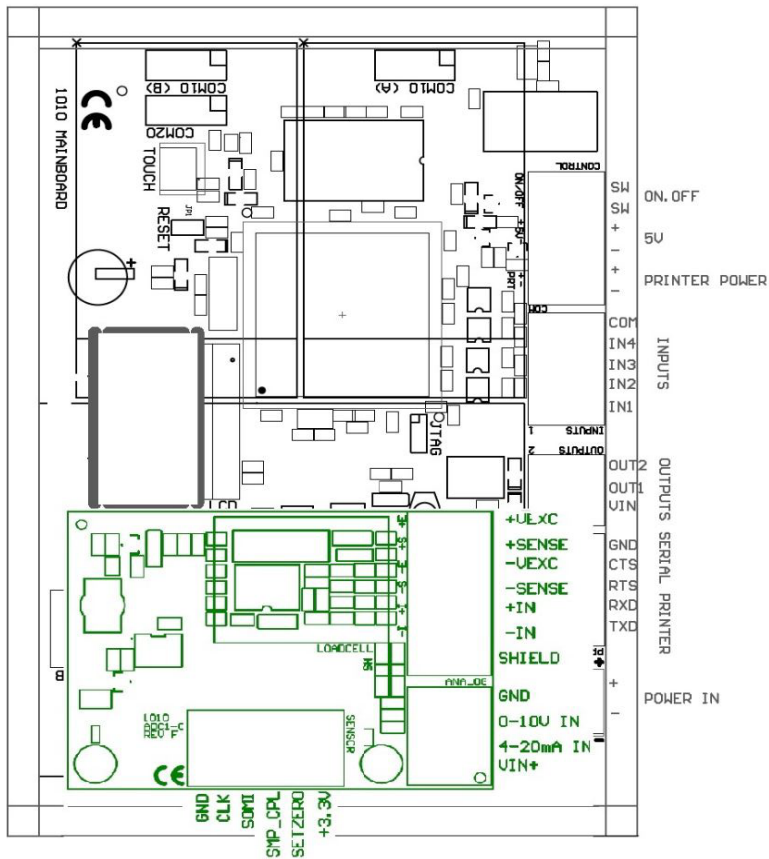 COM10 (B)
COM10 (A)
COM20
1010 MAINBOARD
CE
TOUCH
JP1
RESET
+
CONTROL
ON/OFF
+5V-
PRT
+ -
SW
SW
ON.OFF
+
-
5V
+
-
PRINTER POWER
COM
COM
IN4
IN3
IN2
IN1
INPUTS
JTAG
1
INPUTS
2
OUTPUTS
OUT2
OUT1
VIN
OUTPUTS
GND
CTS
RTS
RXD
TXD
SERIAL PRINTER
+
-
POWER IN
E+
S+
E-
S-
I+
I-
+VEXC
+SENSE
-VEXC
-SENSE
+IN
-IN
SHIELD
LOADCELL
GND
0-10V IN
4-20mA IN
VIN+
1010
ADC1-C
REV F
CE
SENSOR
B
GND
CLK
SOMI
SMP_CPL
SETZERO
+3.3V